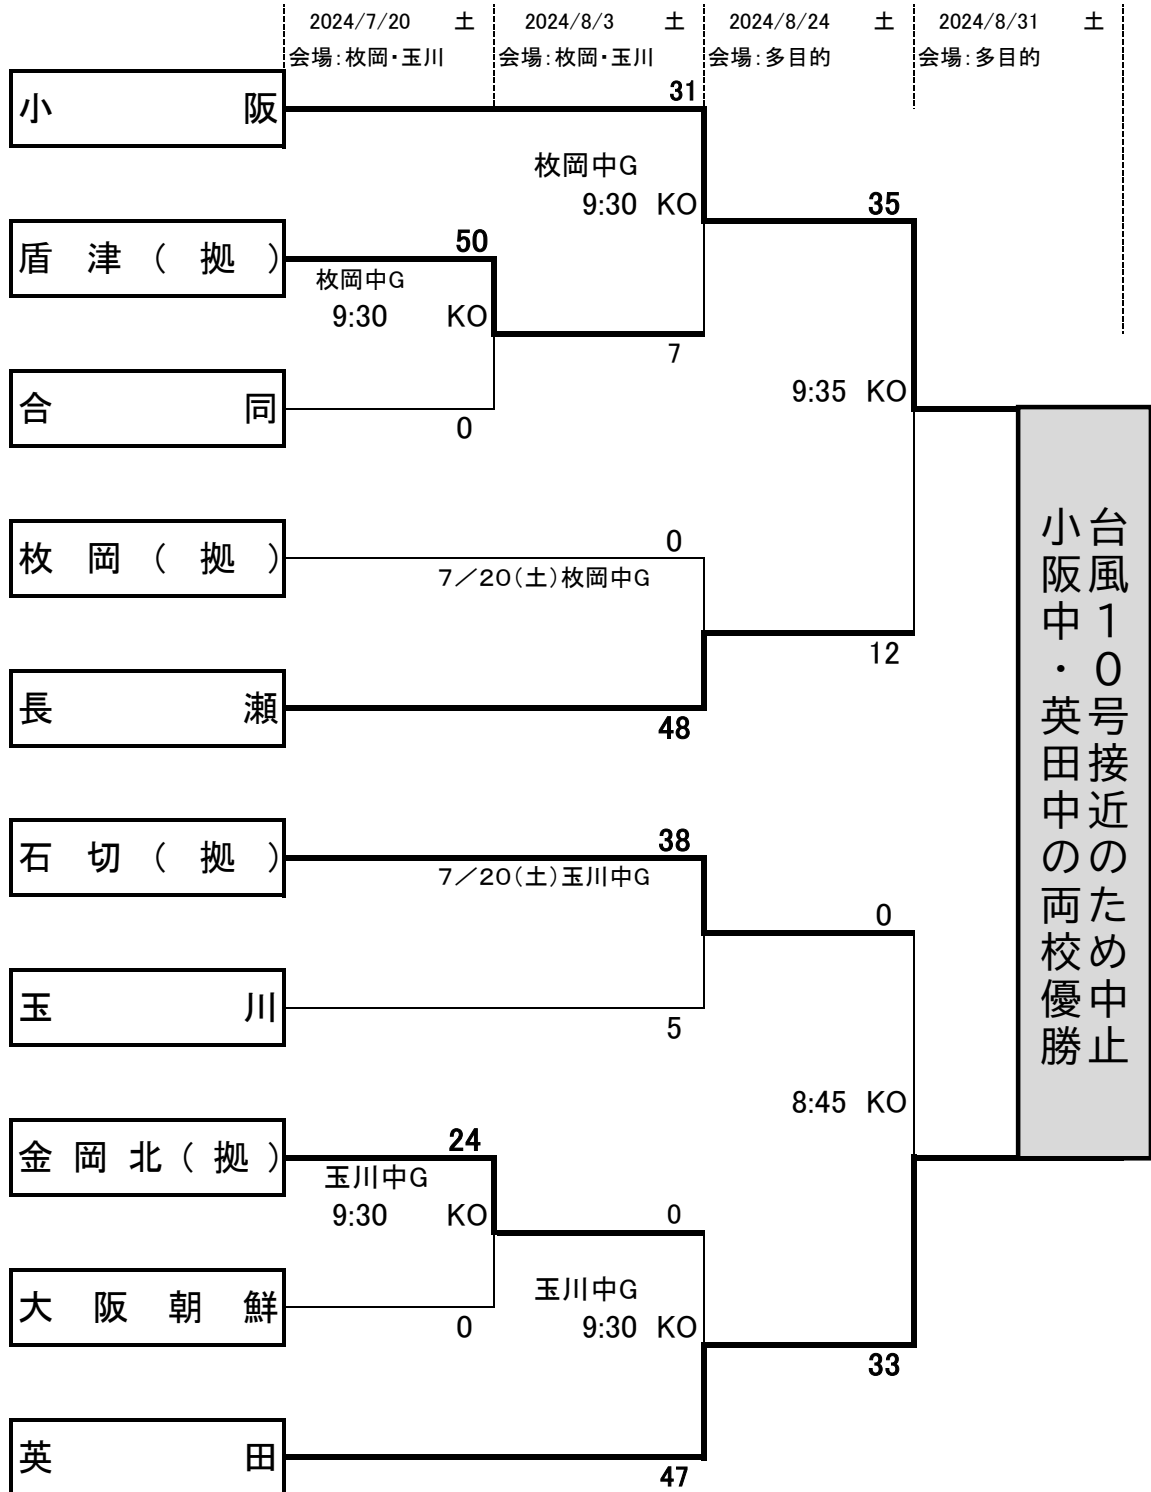 2024/7/20 土 2024/8/3 土 2024/8/24 土 2024/8/31 土
会場:枚岡・玉川 会場:枚岡・玉川 会場:多目的 会場:多目的
31
小阪
枚岡中G
9:30 KO
35
50
盾津(拠)
枚岡中G
9:30 KO
7
9:35 KO
合同
0
0
枚岡(拠)
7/20(土)枚岡中G
12
長瀬
48
台風10号接近のため中止
小阪中・英田中の両校優勝
38
石切(拠)
7/20(土)玉川中G
0
玉川
5
8:45 KO
24
金岡北(拠)
玉川中G
9:30 KO
0
大阪朝鮮
0
玉川中G
9:30 KO
33
英田
47